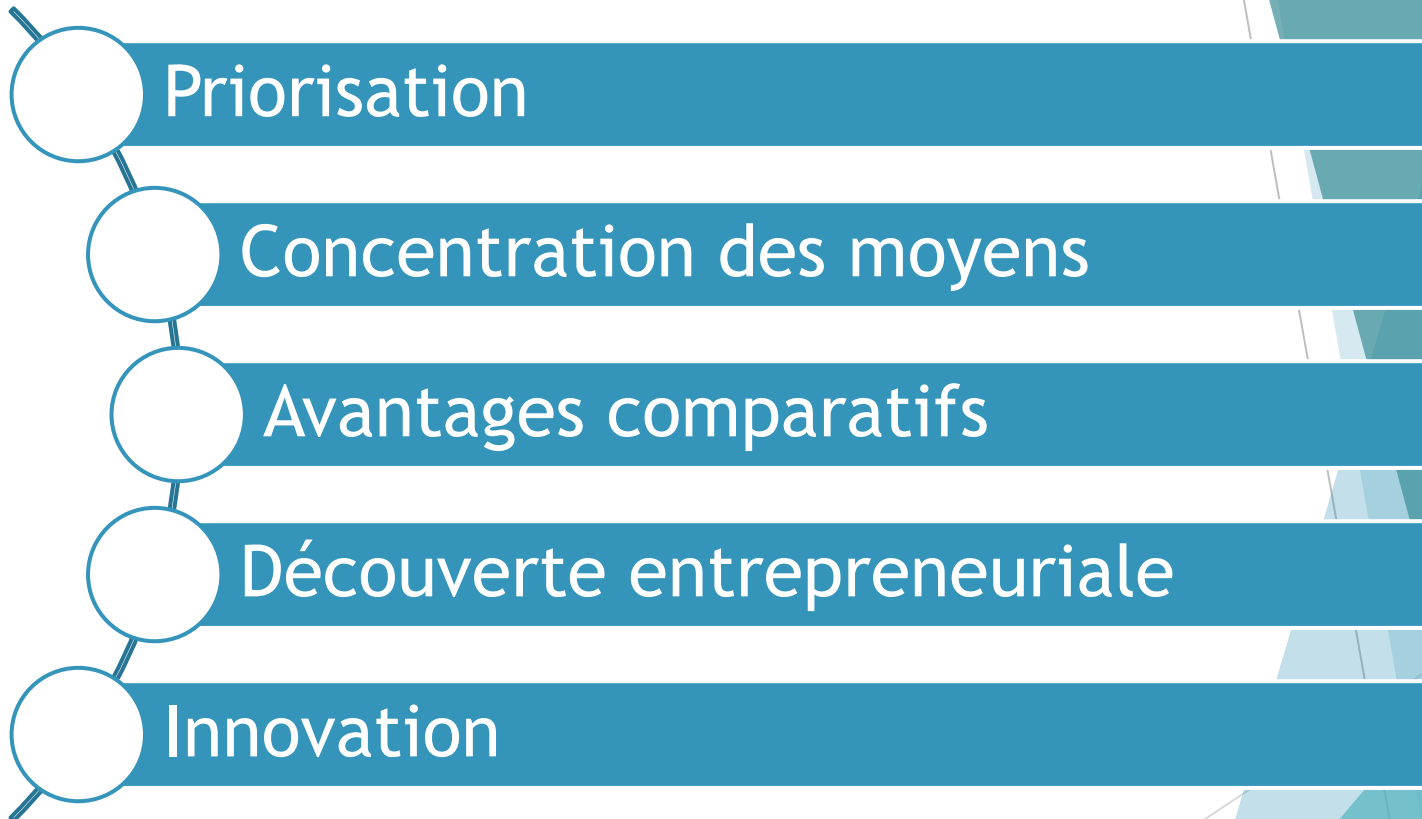 Priorisation
Concentration des moyens
Avantages comparatifs
Découverte entrepreneuriale
Innovation